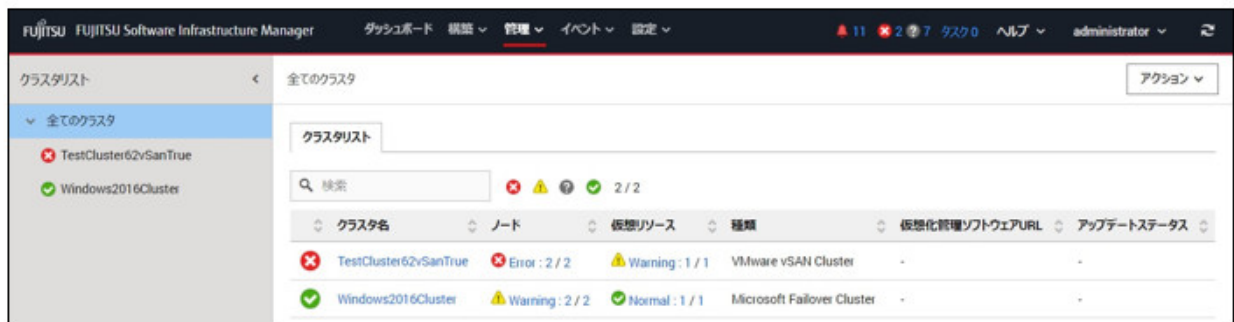 FUJITSU FUJITSU Software Infrastructure Manager ダッシュボード 構築 管理 イベント 設定 11 2 7 タスク 0 ヘルプ administrator
クラスタリスト 全てのクラスタ アクション
全てのクラスタ
クラスタリスト
TestCluster62vSanTrue
Windows2016Cluster
検索 2 / 2
クラスタ名 ノード 仮想リソース 種類 仮想化管理ソフトウェアURL アップデートステータス
TestCluster62vSanTrue Error : 2 / 2 Warning : 1 / 1 VMware vSAN Cluster - -
Windows2016Cluster Warning : 2 / 2 Normal : 1 / 1 Microsoft Failover Cluster - -